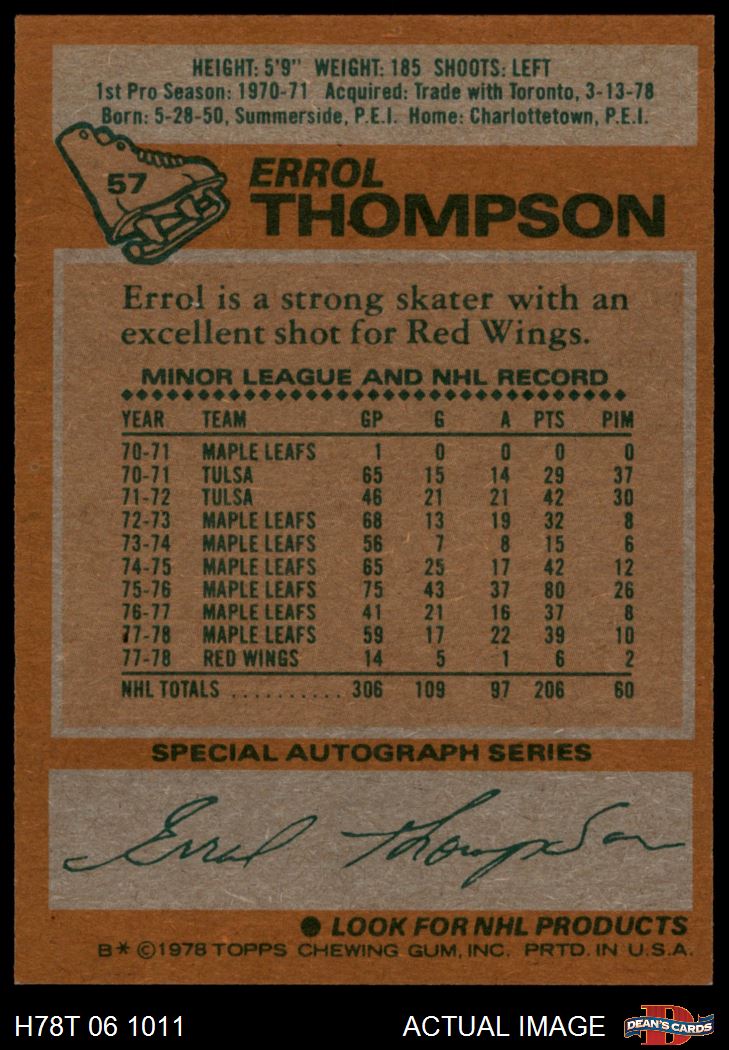 HEIGHT: 5'9" WEIGHT: 185 SHOOTS: LEFT
1st Pro Season: 1970-71 Acquired: Trade with Toronto, 3-13-78
Born: 5-28-50, Summerside, P.E.I. Home: Charlottetown, P.E.I.
57
ERROL
THOMPSON
Errol is a strong skater with an
excellent shot for Red Wings.
MINOR LEAGUE AND NHL RECORD
YEAR TEAM GP G A PTS PIM
70-71 MAPLE LEAFS 1 0 0 0 0
70-71 TULSA 65 15 14 29 37
71-72 TULSA 46 21 21 42 30
72-73 MAPLE LEAFS 68 13 19 32 8
73-74 MAPLE LEAFS 56 7 8 15 6
74-75 MAPLE LEAFS 65 25 17 42 12
75-76 MAPLE LEAFS 75 43 37 80 26
76-77 MAPLE LEAFS 41 21 16 37 8
77-78 MAPLE LEAFS 59 17 22 39 10
77-78 RED WINGS 14 5 1 6 2
NHL TOTALS .......... 306 109 97 206 60
SPECIAL AUTOGRAPH SERIES
Errol Thompson
● LOOK FOR NHL PRODUCTS
B* ©1978 TOPPS CHEWING GUM, INC. PRTD. IN U.S.A.
H78T 06 1011 ACTUAL IMAGE DEAN'S CARDS